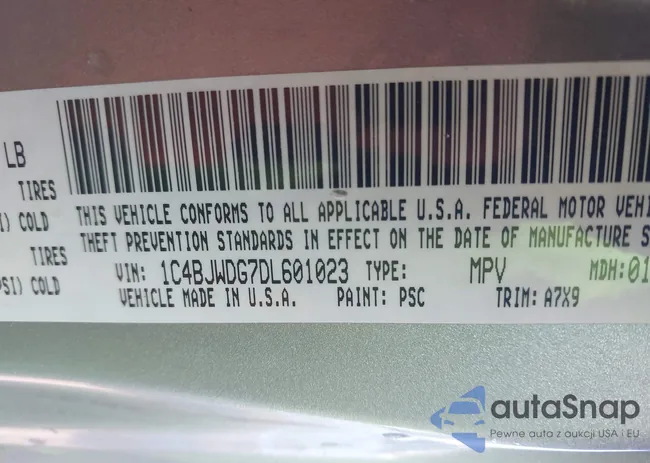 LB
TIRES
I) COLD
TIRES
PSI) COLD
THIS VEHICLE CONFORMS TO ALL APPLICABLE U.S.A. FEDERAL MOTOR VEHI
THEFT PREVENTION STANDARDS IN EFFECT ON THE DATE OF MANUFACTURE S
VIN: 1C4BJWDG7DL601023 TYPE: MPV MDH:01
VEHICLE MADE IN U.S.A. PAINT: PSC TRIM: A7X9
autaSnap
Pewne auta z aukcji USA i EU